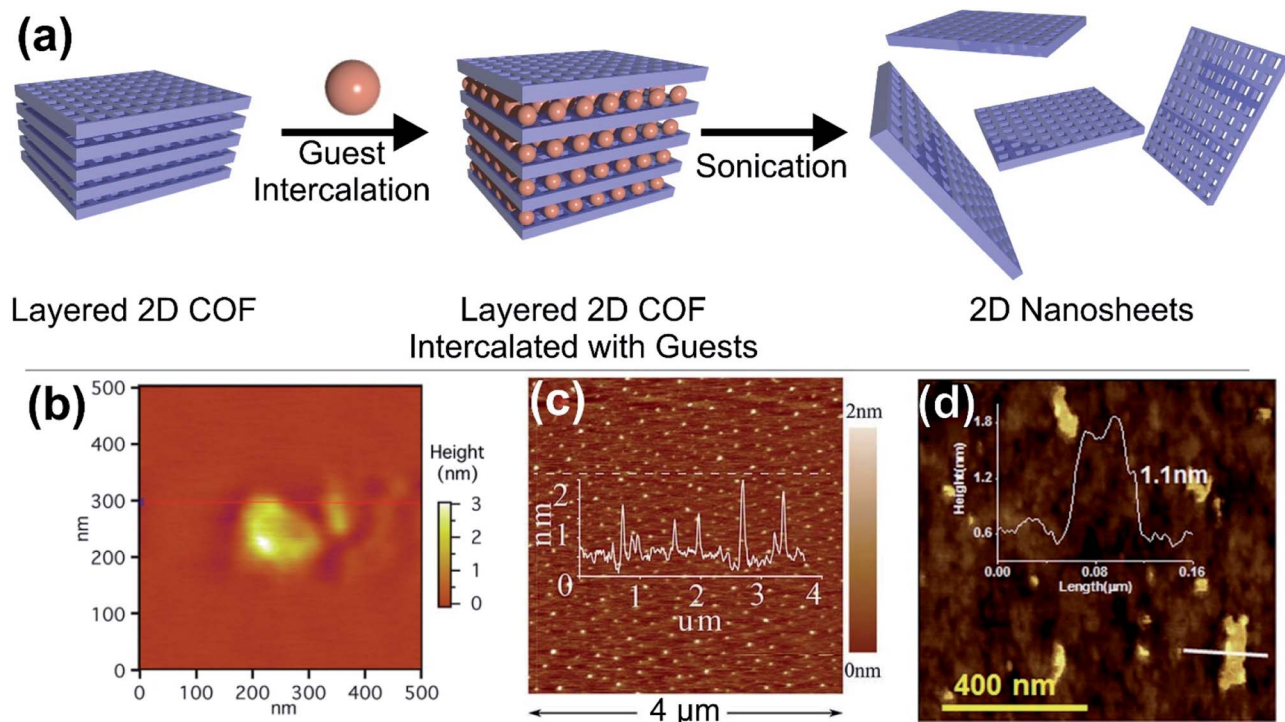 (a)
Guest
Intercalation
Sonication
Layered 2D COF
Layered 2D COF
Intercalated with Guests
2D Nanosheets
(b)
500
400
300
200
100
0
nm
0
100
200
300
400
500
nm
Height
(nm)
3
2
1
0
(c)
2nm
0nm
nm
2
1
0
1
2
3
4
um
4 μm
(d)
Height(nm)
1.8
1.2
0.6
0.00
0.08
0.16
Length(μm)
1.1nm
400 nm